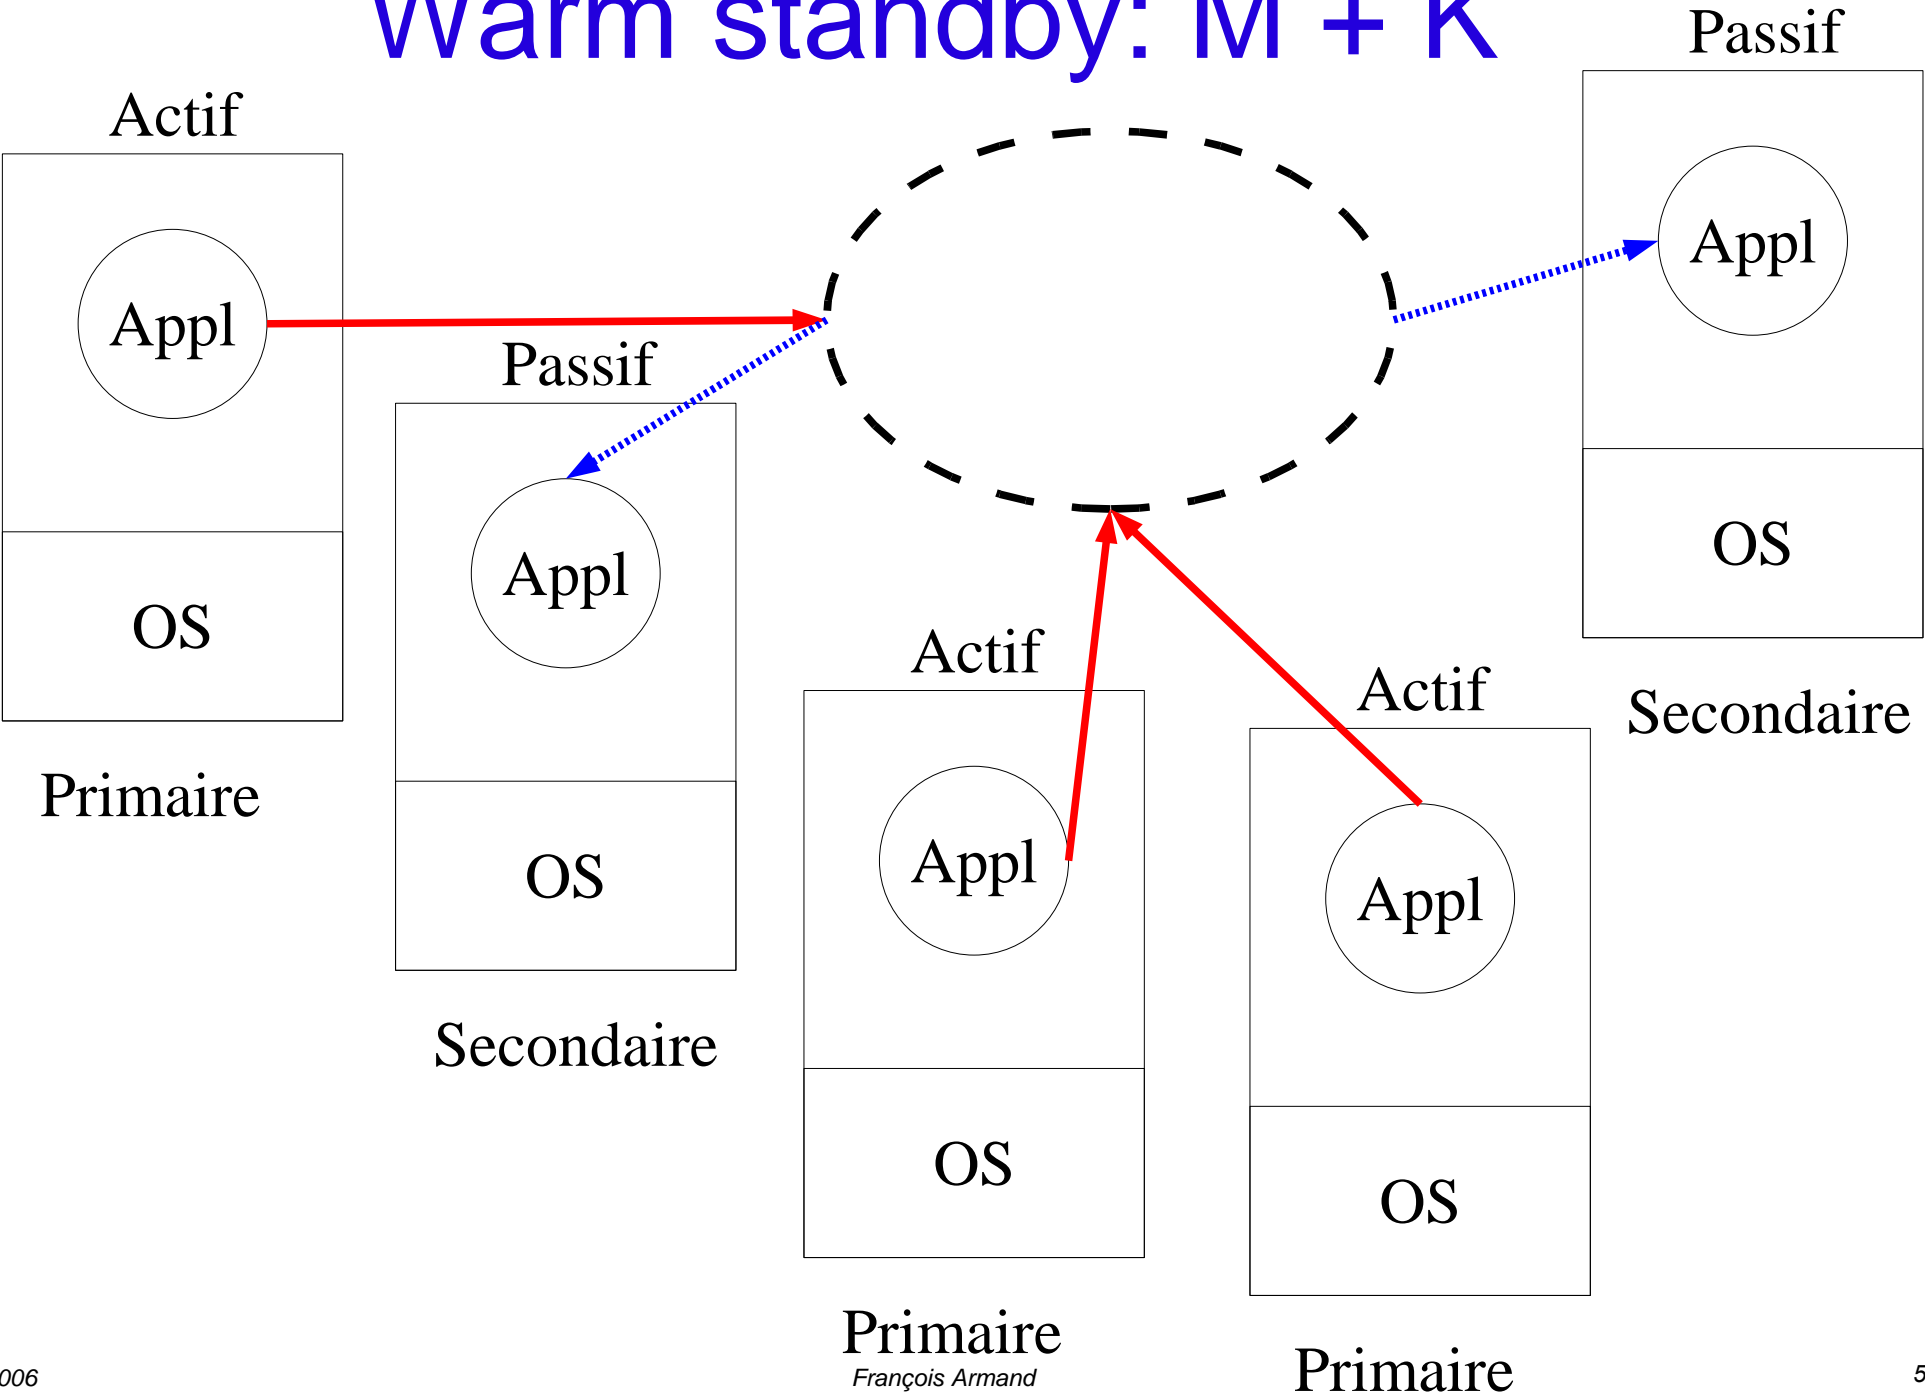 Warm standby: M + K
Passif
Actif
Appl
Appl
Passif
Appl
OS
OS
Actif
Actif
Secondaire
Primaire
Appl
Appl
OS
Secondaire
OS
OS
Primaire
Primaire
006
François Armand
5